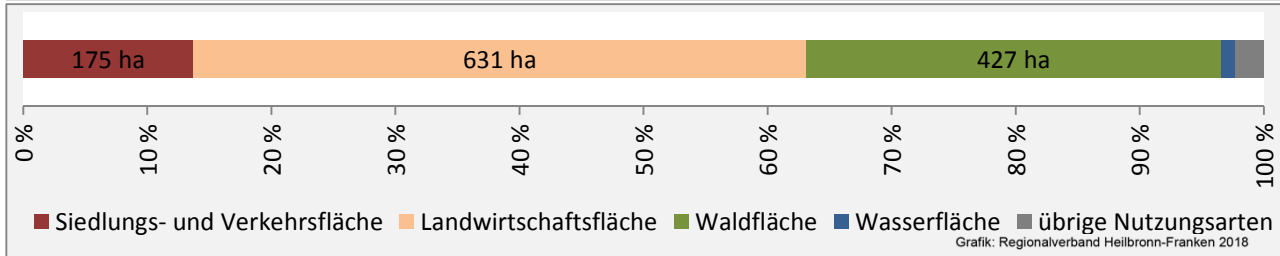 175 ha 631 ha 427 ha
0 % 10 % 20 % 30 % 40 % 50 % 60 % 70 % 80 % 90 % 100 %
Siedlungs- und Verkehrsfläche Landwirtschaftsfläche Waldfläche Wasserfläche übrige Nutzungsarten
Grafik: Regionalverband Heilbronn-Franken 2018